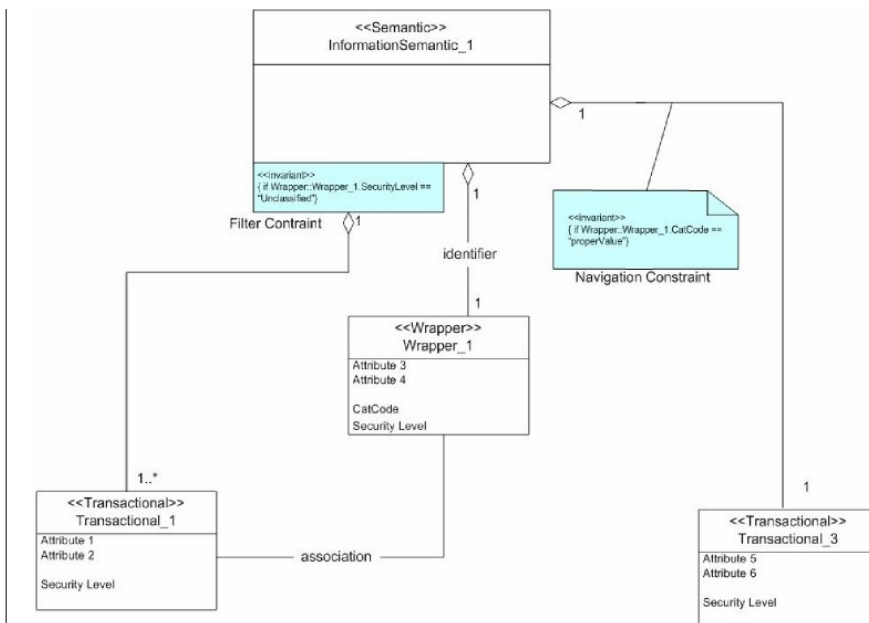 <<Semantic>>
InformationSemantic_1
1
<<invariant>>
{ if Wrapper::Wrapper_1.SecurityLevel ==
"Unclassified"}
1
1
Filter Contraint
<<invariant>>
{ if Wrapper::Wrapper_1.CatCode ==
"properValue"}
Navigation Constraint
identifier
1
<<Wrapper>>
Wrapper_1
Attribute 3
Attribute 4
CatCode
Security Level
1..*
<<Transactional>>
Transactional_1
Attribute 1
Attribute 2
Security Level
association
1
<<Transactional>>
Transactional_3
Attribute 5
Attribute 6
Security Level